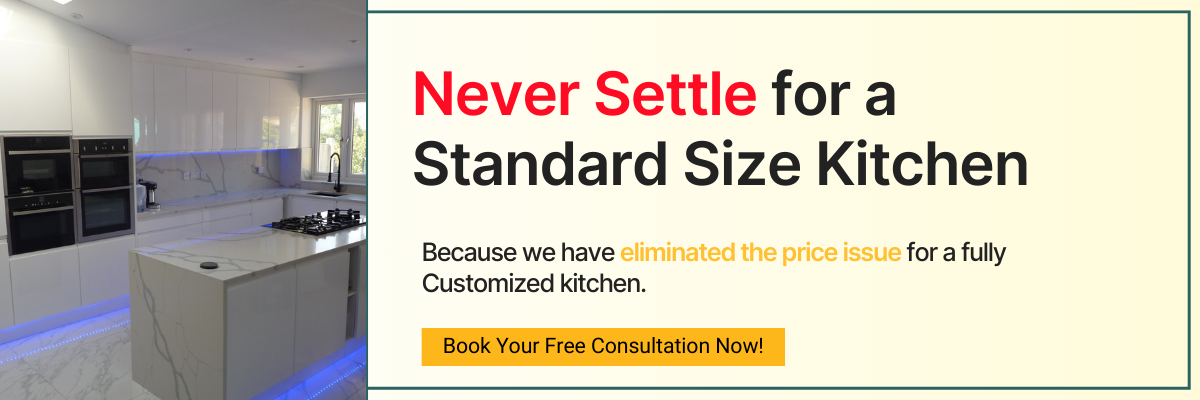 Never Settle for a
Standard Size Kitchen
Because we have eliminated the price issue for a fully
Customized kitchen.
Book Your Free Consultation Now!